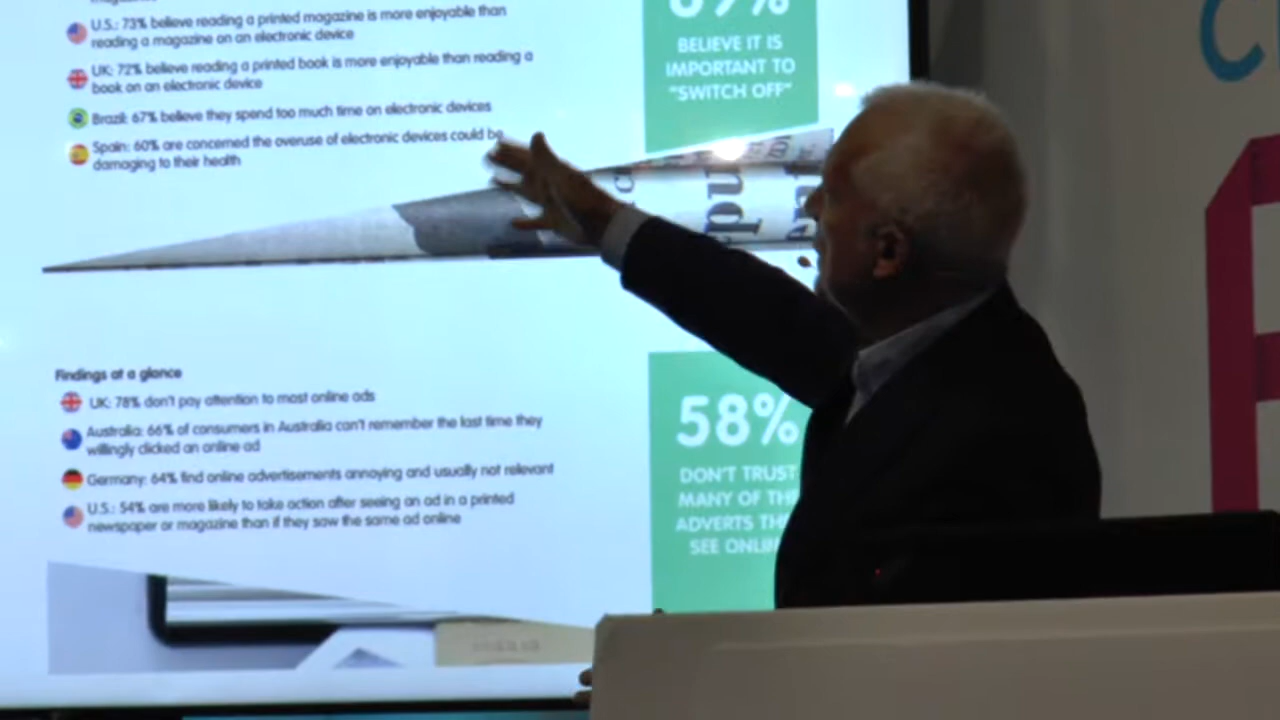 U.S.: 73% believe reading a printed magazine is more enjoyable than
reading a magazine on an electronic device
UK: 72% believe reading a printed book is more enjoyable than reading a
book on an electronic device
Brazil: 67% believe they spend too much time on electronic devices
Spain: 60% are concerned the overuse of electronic devices could be
damaging to their health
BELIEVE IT IS
IMPORTANT TO
"SWITCH OFF"
Findings at a glance
UK: 78% don't pay attention to most online ads
Australia: 66% of consumers in Australia can't remember the last time they
willingly clicked an online ad
Germany: 64% find online advertisements annoying and usually not relevant
U.S.: 54% are more likely to take action after seeing an ad in a printed
newspaper or magazine than if they saw the same ad online
58%
DON'T TRUST
MANY OF TH
ADVERTS TH
SEE ONLIN